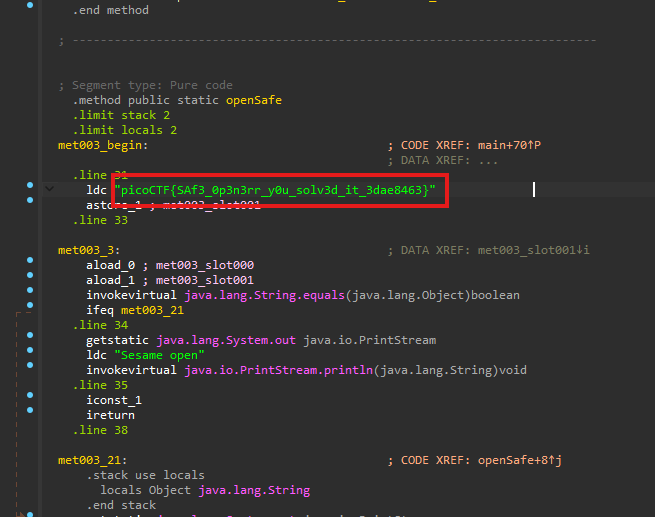 .end method
; ---------------------------------------------------------------------------
; Segment type: Pure code
.method public static openSafe
.limit stack 2
.limit locals 2
met003_begin: ; CODE XREF: main+70↑P
; DATA XREF: ...
.line 31
ldc "picoCTF{SAf3_0p3n3rr_y0u_solv3d_it_3dae8463}"
astore_1 ; met003_slot001
.line 33
met003_3: ; DATA XREF: met003_slot001↓i
aload_0 ; met003_slot000
aload_1 ; met003_slot001
invokevirtual java.lang.String.equals(java.lang.Object)boolean
ifeq met003_21
.line 34
getstatic java.lang.System.out java.io.PrintStream
ldc "Sesame open"
invokevirtual java.io.PrintStream.println(java.lang.String)void
.line 35
iconst_1
ireturn
.line 38
met003_21: ; CODE XREF: openSafe+8↑j
.stack use locals
locals Object java.lang.String
.end stack